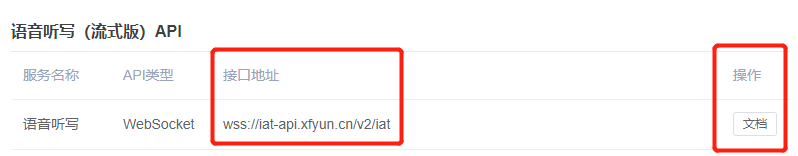 语音听写（流式版）API
服务名称 API类型 接口地址 操作
语音听写 WebSocket wss://iat-api.xfyun.cn/v2/iat 文档